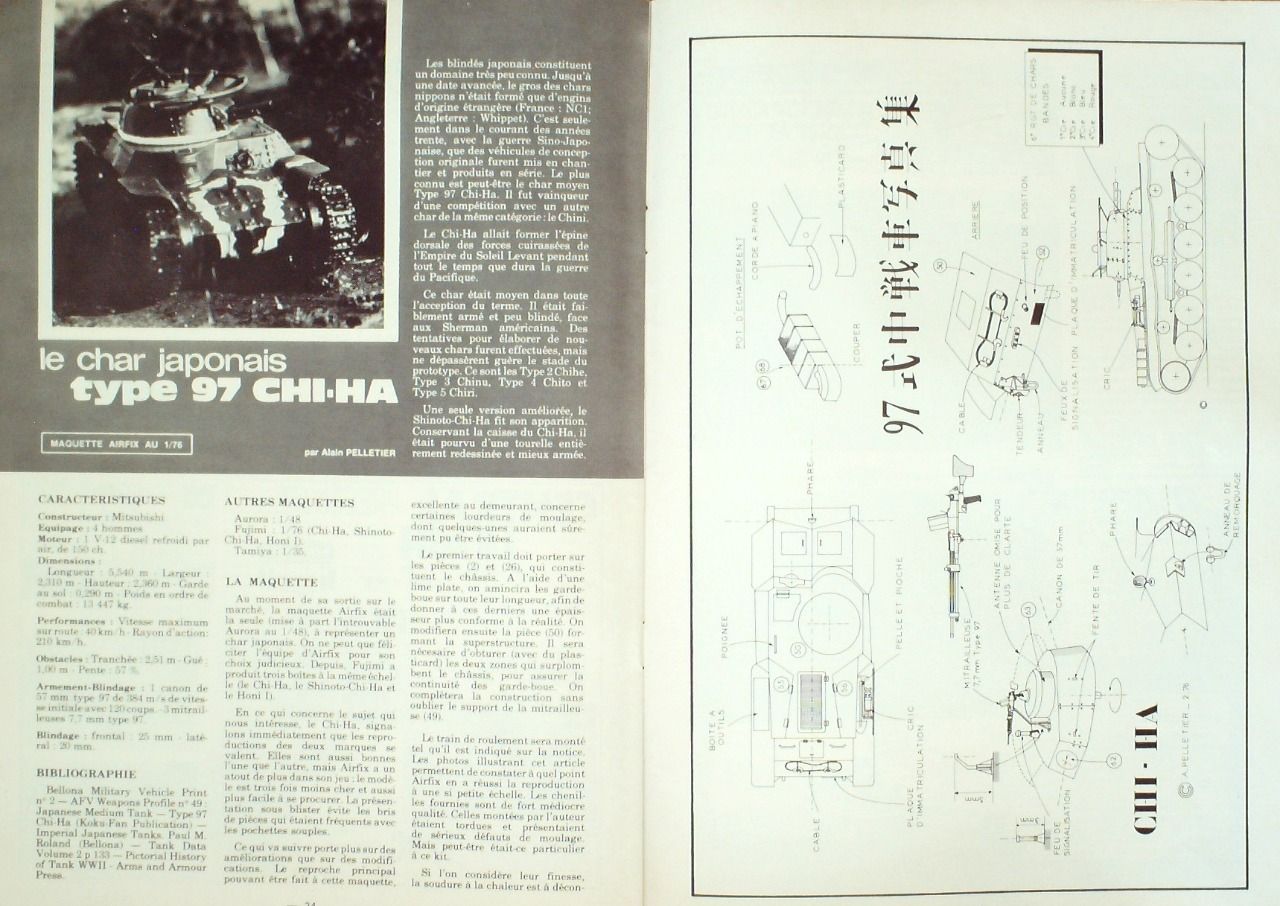 le char japonais
type 97 CHI-HA
MAQUETTE AIRFIX AU 1/76
par Alain PELLETIER
Les blindés japonais constituent
un domaine très peu connu. Jusqu'à
une date avancée, le gros des chars
nippons n'était formé que d'engins
d'origine étrangère (France : NC1;
Angleterre : Whippet). C'est seule-
ment dans le courant des années
trente, avec la guerre Sino-Japo-
naise, que des véhicules de concep-
tion originale furent mis en chan-
tier et produits en série. Le plus
connu est peut-être le char moyen
Type 97 Chi-Ha. Il fut vainqueur
d'une compétition avec un autre
char de la même catégorie : le Chini.
Le Chi-Ha allait former l'épine
dorsale des forces cuirassées de
l'Empire du Soleil Levant pendant
tout le temps que dura la guerre
du Pacifique.
Ce char était moyen dans toute
l'acception du terme. Il était fai-
blement armé et peu blindé, face
aux Sherman américains. Des
tentatives pour élaborer de nou-
veaux chars furent effectuées, mais
ne dépassèrent guère le stade du
prototype. Ce sont les Type 2 Chihe,
Type 3 Chinu, Type 4 Chito et
Type 5 Chiri.
Une seule version améliorée, le
Shinoto-Chi-Ha fit son apparition.
Conservant la caisse du Chi-Ha, il
était pourvu d'une tourelle entiè-
rement redessinée et mieux armée.
CARACTERISTIQUES
Constructeur : Mitsubishi
Equipage : 4 hommes
Moteur : 1 V-12 diesel refroidi par
air, de 150 ch.
Dimensions :
Longueur : 5,540 m - Largeur :
2,310 m - Hauteur : 2,360 m - Garde
au sol : 0,290 m - Poids en ordre de
combat : 13 447 kg.
Performances : Vitesse maximum
sur route : 40 km/h - Rayon d'action:
210 km/h.
Obstacles : Tranchée : 2,51 m - Gué :
1,00 m - Pente : 57 %.
Armement-Blindage : 1 canon de
57 mm type 97 de 384 m/s de vites-
se initiale avec 120 coups. - 3 mitrail-
leuses 7,7 mm type 97.
Blindage : frontal : 25 mm - laté-
ral : 20 mm.
BIBLIOGRAPHIE
Bellona Military Vehicle Print
n° 2 — AFV Weapons Profile n° 49 :
Japanese Medium Tank — Type 97
Chi-Ha (Koku-Fan Publication) —
Imperial Japanese Tanks. Paul M.
Roland (Bellona) — Tank Data
Volume 2 p 133 — Pictorial History
of Tank WWII - Arms and Armour
Press.
AUTRES MAQUETTES
Aurora : 1/48
Fujimi : 1/76 (Chi-Ha, Shinoto-
Chi-Ha, Honi I).
Tamiya : 1/35.
LA MAQUETTE
Au moment de sa sortie sur le
marché, la maquette Airfix était
la seule (mise à part l'introuvable
Aurora au 1/48), à représenter un
char japonais. On ne peut que féli-
citer l'équipe d'Airfix pour son
choix judicieux. Depuis, Fujimi a
produit trois boîtes à la même échel-
le (le Chi-Ha, le Shinoto-Chi-Ha et
le Honi I).
En ce qui concerne le sujet qui
nous intéresse, le Chi-Ha, signa-
lons immédiatement que les repro-
ductions des deux marques se
valent. Elles sont aussi bonnes
l'une que l'autre, mais Airfix a un
atout de plus dans son jeu : le modè-
le est trois fois moins cher et aussi
plus facile à se procurer. La présen-
tation sous blister évite les bris
de pièces qui étaient fréquents avec
les pochettes souples.
Ce qui va suivre porte plus sur des
améliorations que sur des modifi-
cations. Le reproche principal
pouvant être fait à cette maquette,
excellente au demeurant, concerne
certaines lourdeurs de moulage,
dont quelques-unes auraient sûre-
ment pu être évitées.
Le premier travail doit porter sur
les pièces (2) et (26), qui consti-
tuent le châssis. A l'aide d'une
lime plate, on amincira les garde-
boue sur toute leur longueur, afin de
donner à ces derniers une épais-
seur plus conforme à la réalité. On
modifiera ensuite la pièce (50) for-
mant la superstructure. Il sera
nécessaire d'obturer (avec du plas-
ticard) les deux zones qui surplom-
bent le châssis, pour assurer la
continuité des garde-boue. On
complètera la construction sans
oublier le support de la mitrailleu-
se (49).
Le train de roulement sera monté
tel qu'il est indiqué sur la notice.
Les photos illustrant cet article
permettent de constater à quel point
Airfix en a réussi la reproduction
à une si petite échelle. Les chenil-
les fournies sont de fort médiocre
qualité. Celles montées par l'auteur
étaient tordues et présentaient
de sérieux défauts de moulage.
Mais peut-être était-ce particulier
à ce kit.
Si l'on considère leur finesse,
la soudure à la chaleur est à décon-
— 24
POT D'ECHAPPEMENT
CORDE A PIANO
PLASTICARD
COUPER
67
68
97式中戦車写真集
6e RGT DE CHARS
BANDES
1e Cie Aucune
2e Cie Blanc
3e Cie Bleu
4e Cie Rouge
ARRIERE
50
52
FEU DE POSITION
PLAQUE D'IMMATRICULATION
FEUX DE
SIGNALISATION
CABLE
TENDEUR
ANNEAU
CRIC
©
PHARE
POIGNEE
PELLE ET PIOCHE
BOITE A
OUTILS
CRIC
PLAQUE
D'IMMATRICULATION
CABLE
MITRAILLEUSE
7,7 mm Type 97
ANTENNE OMISE POUR
PLUS DE CLARTE
CANON DE 57mm
FENTE DE TIR
63
62
FEU DE
SIGNALISATION
PHARE
ANNEAU DE
REMORQUAGE
CHI-HA
© A.PELLETIER _ 2 76